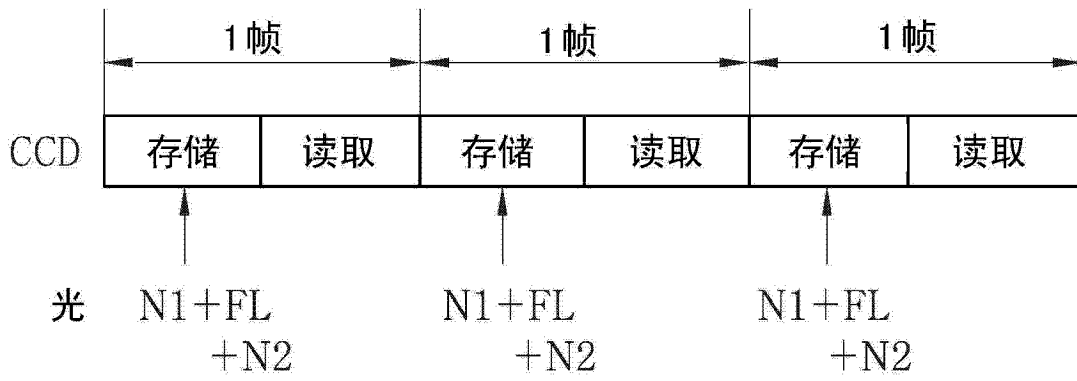 1帧 1帧 1帧
CCD 存储 读取 存储 读取 存储 读取
光 N1+FL N1+FL N1+FL
+N2 +N2 +N2